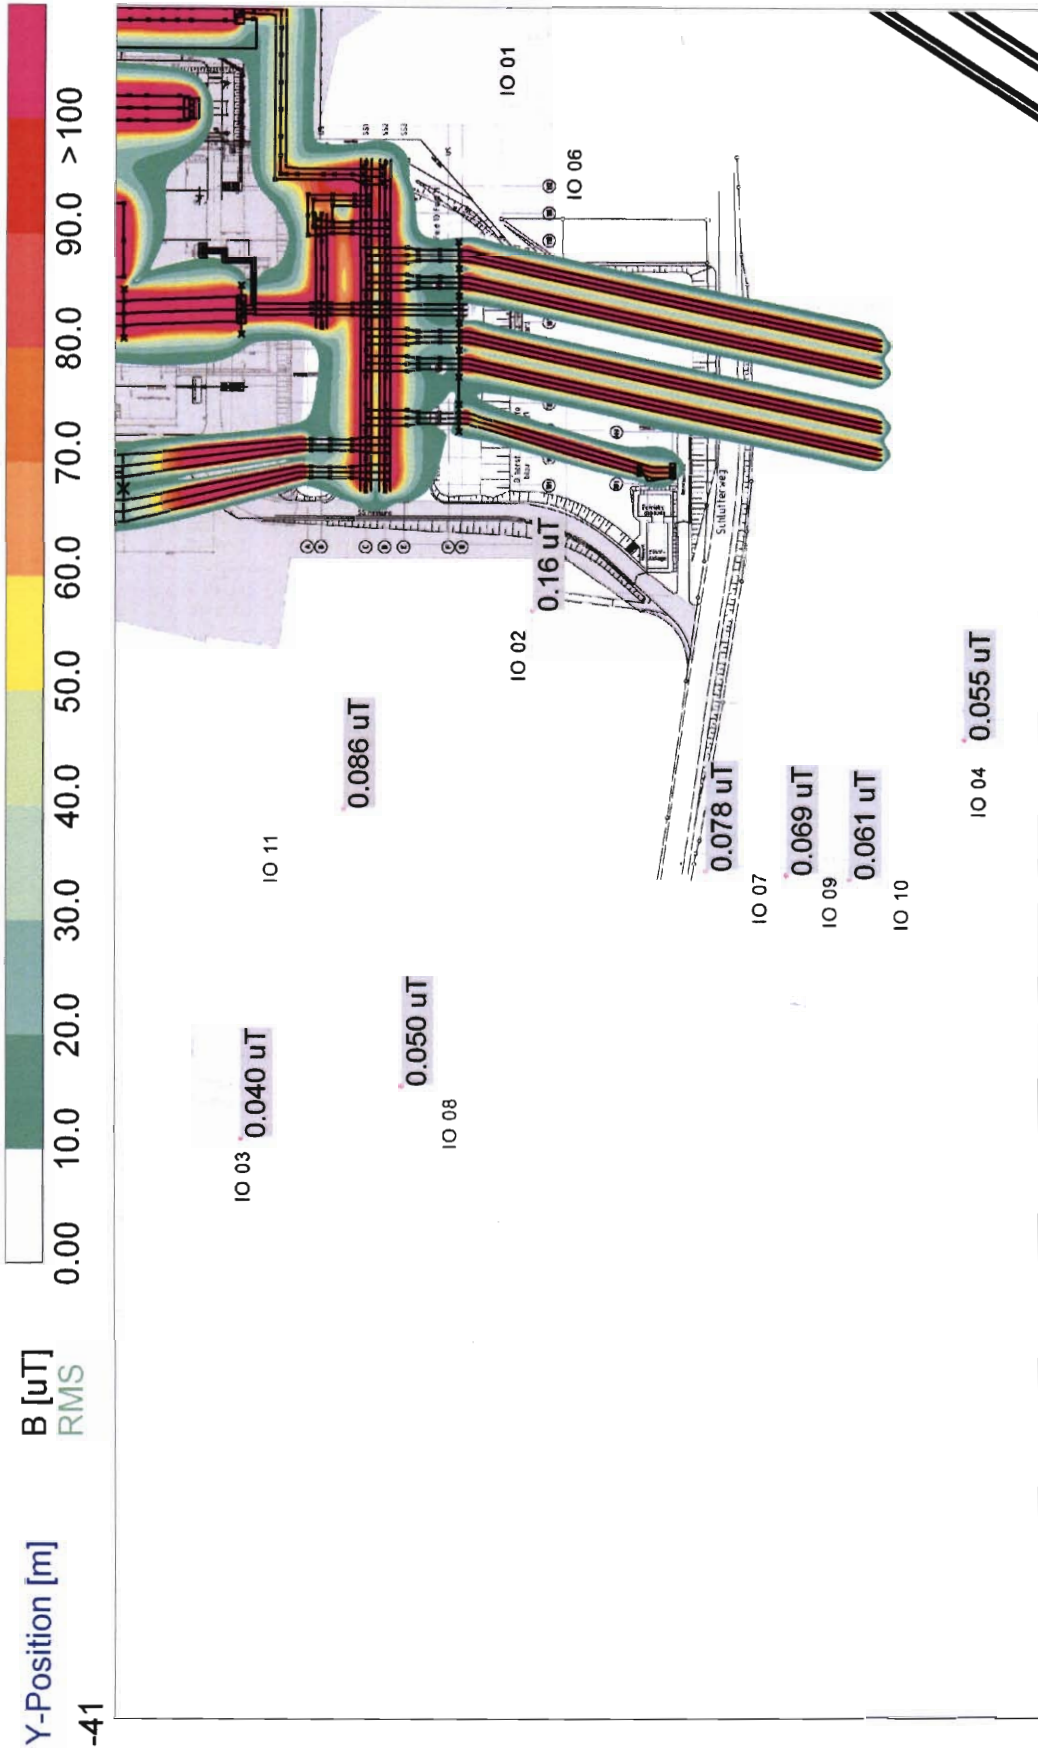 Y-Position [m]
-41
B [uT]
RMS
0.00 10.0 20.0 30.0 40.0 50.0 60.0 70.0 80.0 90.0 >100
IO 03
0.040 uT
IO 11
0.086 uT
IO 08
0.050 uT
IO 01
IO 02
0.16 uT
IO 06
Schlutterweg
IO 07
0.078 uT
IO 09
0.069 uT
IO 10
0.061 uT
IO 04
0.055 uT